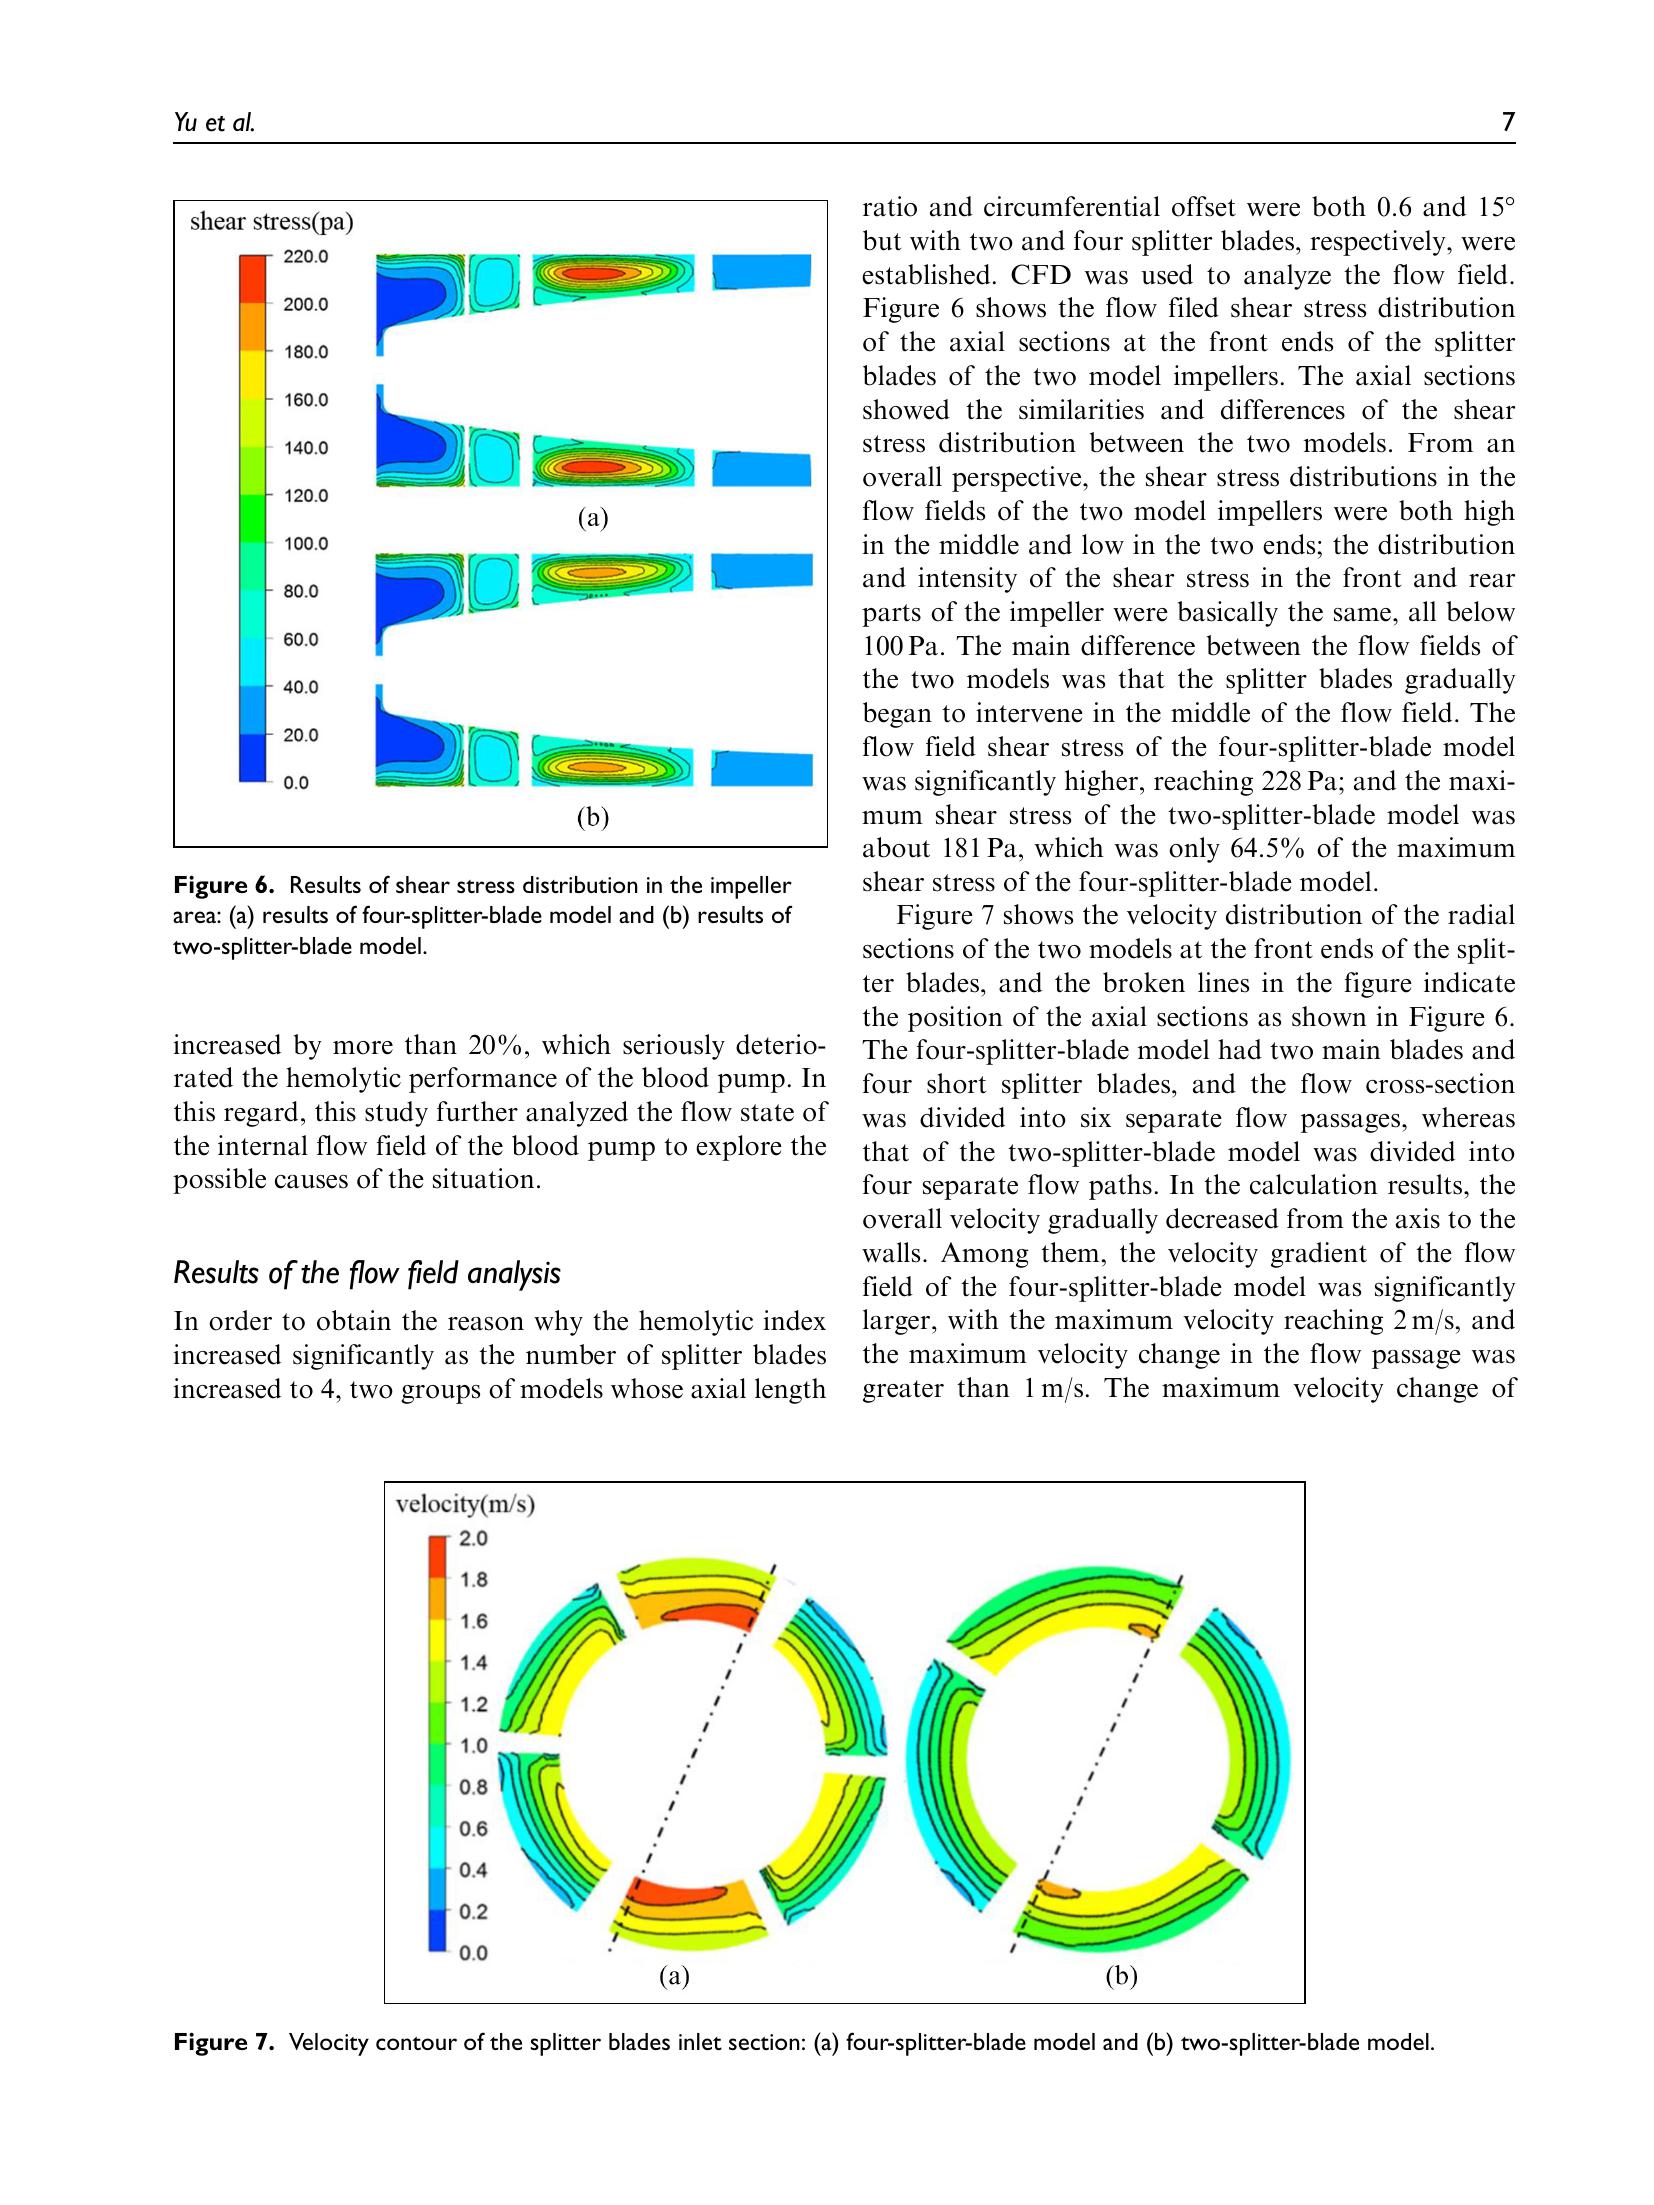 Yu et al.
7
shear stress(pa)
220.0
200.0
180.0
160.0
140.0
120.0
100.0
80.0
60.0
40.0
20.0
0.0
(a)
(b)
Figure 6. Results of shear stress distribution in the impeller
area: (a) results of four-splitter-blade model and (b) results of
two-splitter-blade model.
increased by more than 20%, which seriously deterio-
rated the hemolytic performance of the blood pump. In
this regard, this study further analyzed the flow state of
the internal flow field of the blood pump to explore the
possible causes of the situation.
Results of the flow field analysis
In order to obtain the reason why the hemolytic index
increased significantly as the number of splitter blades
increased to 4, two groups of models whose axial length
ratio and circumferential offset were both 0.6 and 15°
but with two and four splitter blades, respectively, were
established. CFD was used to analyze the flow field.
Figure 6 shows the flow filed shear stress distribution
of the axial sections at the front ends of the splitter
blades of the two model impellers. The axial sections
showed the similarities and differences of the shear
stress distribution between the two models. From an
overall perspective, the shear stress distributions in the
flow fields of the two model impellers were both high
in the middle and low in the two ends; the distribution
and intensity of the shear stress in the front and rear
parts of the impeller were basically the same, all below
100 Pa. The main difference between the flow fields of
the two models was that the splitter blades gradually
began to intervene in the middle of the flow field. The
flow field shear stress of the four-splitter-blade model
was significantly higher, reaching 228 Pa; and the maxi-
mum shear stress of the two-splitter-blade model was
about 181 Pa, which was only 64.5% of the maximum
shear stress of the four-splitter-blade model.
Figure 7 shows the velocity distribution of the radial
sections of the two models at the front ends of the split-
ter blades, and the broken lines in the figure indicate
the position of the axial sections as shown in Figure 6.
The four-splitter-blade model had two main blades and
four short splitter blades, and the flow cross-section
was divided into six separate flow passages, whereas
that of the two-splitter-blade model was divided into
four separate flow paths. In the calculation results, the
overall velocity gradually decreased from the axis to the
walls. Among them, the velocity gradient of the flow
field of the four-splitter-blade model was significantly
larger, with the maximum velocity reaching 2 m/s, and
the maximum velocity change in the flow passage was
greater than 1 m/s. The maximum velocity change of
velocity(m/s)
2.0
1.8
1.6
1.4
1.2
1.0
0.8
0.6
0.4
0.2
0.0
(a)
(b)
Figure 7. Velocity contour of the splitter blades inlet section: (a) four-splitter-blade model and (b) two-splitter-blade model.